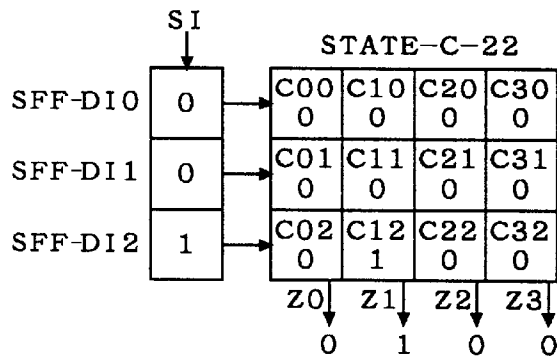 SI
STATE-C-22
SFF-DI0 0 C00 C10 C20 C30
0 0 0 0
SFF-DI1 0 C01 C11 C21 C31
0 0 0 0
SFF-DI2 1 C02 C12 C22 C32
0 1 0 0
Z0 Z1 Z2 Z3
0 1 0 0